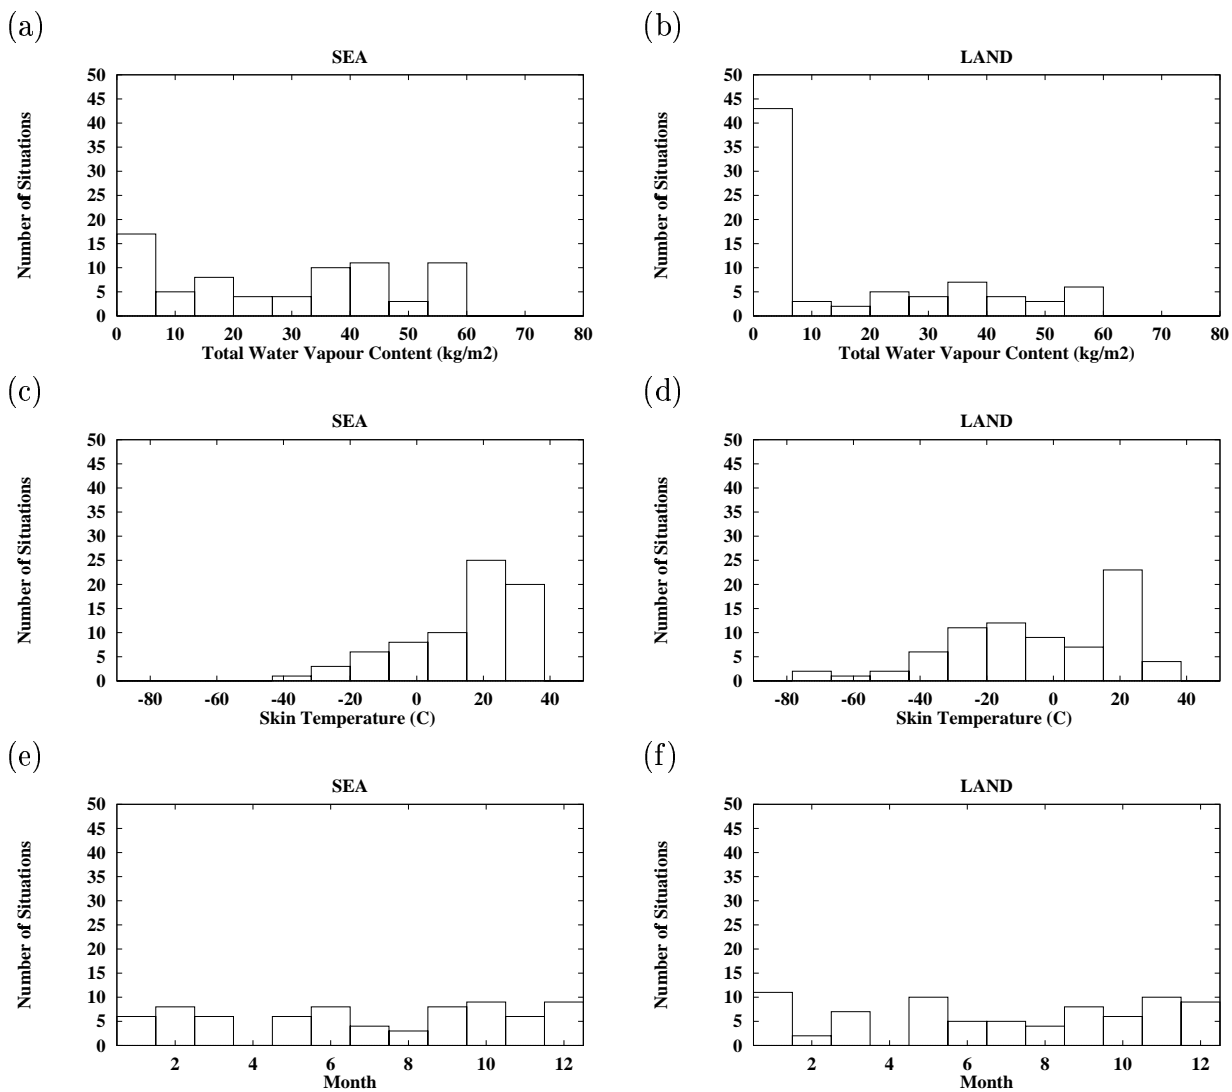 (a)
SEA
Number of Situations
50
45
40
35
30
25
20
15
10
5
0
0 10 20 30 40 50 60 70 80
Total Water Vapour Content (kg/m2)
(b)
LAND
Number of Situations
50
45
40
35
30
25
20
15
10
5
0
0 10 20 30 40 50 60 70 80
Total Water Vapour Content (kg/m2)
(c)
SEA
Number of Situations
50
45
40
35
30
25
20
15
10
5
0
-80 -60 -40 -20 0 20 40
Skin Temperature (C)
(d)
LAND
Number of Situations
50
45
40
35
30
25
20
15
10
5
0
-80 -60 -40 -20 0 20 40
Skin Temperature (C)
(e)
SEA
Number of Situations
50
45
40
35
30
25
20
15
10
5
0
2 4 6 8 10 12
Month
(f)
LAND
Number of Situations
50
45
40
35
30
25
20
15
10
5
0
2 4 6 8 10 12
Month